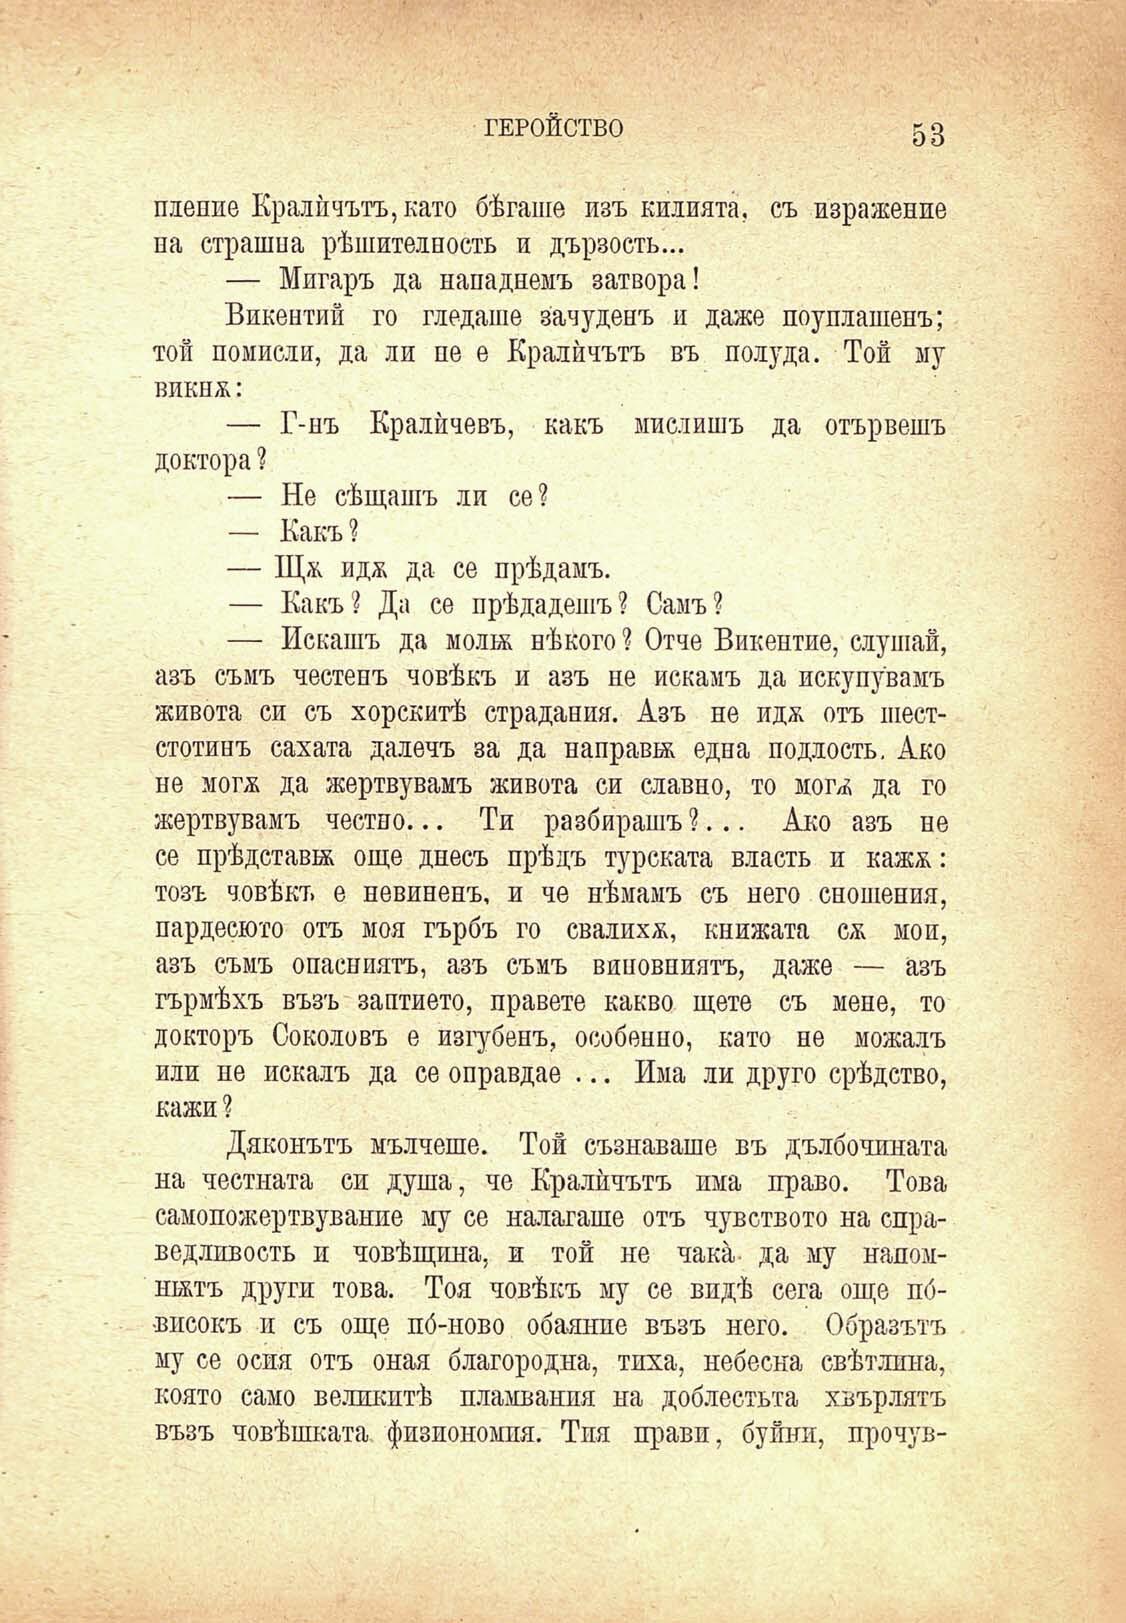 ГЕРОЙСТВО 53
пление Кралѝчътъ, като бѣгаше изъ килията, съ изражение
на страшна рѣшителность и дързость...
— Мигаръ да нападнемъ затвора!
Викентий го гледаше зачуденъ и даже поуплашенъ;
той помисли, да ли не е Кралѝчътъ въ полуда. Той му
викнѫ:
— Г-нъ Кралѝчевъ, какъ мислишъ да отървешъ
доктора?
— Не сѣщашъ ли се?
— Какъ?
— Щѫ идѫ да се прѣдамъ.
— Какъ? Да се прѣдадешъ? Самъ?
— Искашъ да молѭ нѣкого? Отче Викентие, слушай,
азъ съмъ честенъ човѣкъ и азъ не искамъ да искупувамъ
живота си съ хорскитѣ страдания. Азъ не идѫ отъ шест-
стотинъ сахата далечъ за да направѭ една подлость. Ако
не могѫ да жертвувамъ живота си славно, то могѫ да го
жертвувамъ честно... Ти разбирашъ?... Ако азъ не
се прѣдставѭ още днесъ прѣдъ турската власть и кажѫ:
тозъ човѣкъ е невиненъ, и че нѣмамъ съ него сношения,
пардесюто отъ моя гърбъ го свалихѫ, книжата сѫ мои,
азъ съмъ опасниятъ, азъ съмъ виновниятъ, даже — азъ
гърмѣхъ възъ заптието, правете какво щете съ мене, то
докторъ Соколовъ е изгубенъ, особенно, като не можалъ
или не искалъ да се оправдае ... Има ли друго срѣдство,
кажи?
Дяконътъ мълчеше. Той съзнаваше въ дълбочината
на честната си душа, че Кралѝчътъ има право. Това
самопожертвувание му се налагаше отъ чувството на спра-
ведливость и човѣщина, и той не чакà да му напом-
нѭтъ други това. Тоя човѣкъ му се видѣ сега още пó-
високъ и съ още пó-ново обаяние възъ него. Образътъ
му се осия отъ оная благородна, тиха, небесна свѣтлина,
която само великитѣ пламвания на доблестьта хвърлятъ
възъ човѣшката физиономия. Тия прави, буйни, прочув-